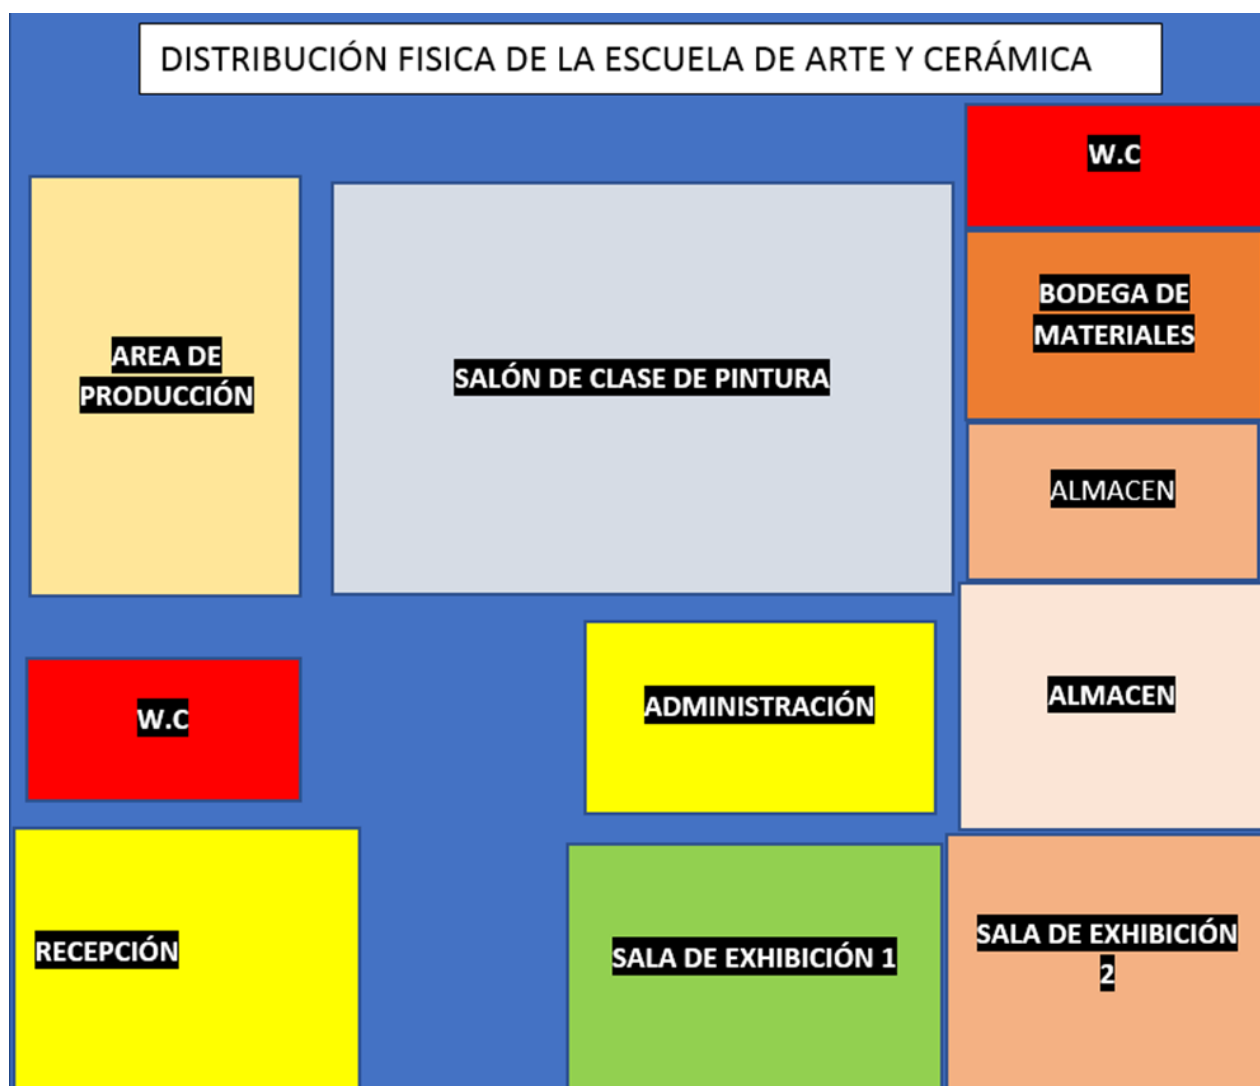 DISTRIBUCIÓN FISICA DE LA ESCUELA DE ARTE Y CERÁMICA
W.C
BODEGA DE
MATERIALES
AREA DE
PRODUCCIÓN
SALÓN DE CLASE DE PINTURA
ALMACEN
W.C
ADMINISTRACIÓN
ALMACEN
RECEPCIÓN
SALA DE EXHIBICIÓN 1
SALA DE EXHIBICIÓN
2